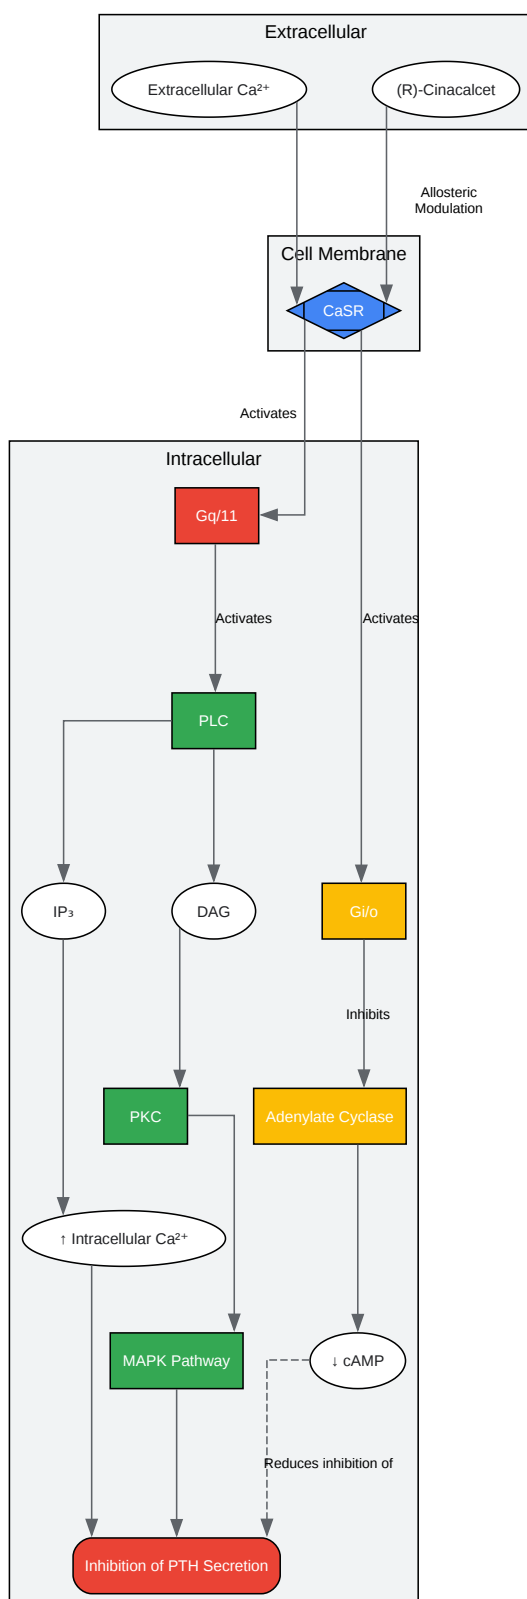 Extracellular
Extracellular Ca²⁺
(R)-Cinacalcet
Allosteric
Modulation
Cell Membrane
CaSR
Activates
Intracellular
Gq/11
Activates
Activates
PLC
IP₃
DAG
Gi/o
Inhibits
PKC
Adenylate Cyclase
↑ Intracellular Ca²⁺
MAPK Pathway
↓ cAMP
Reduces inhibition of
Inhibition of PTH Secretion